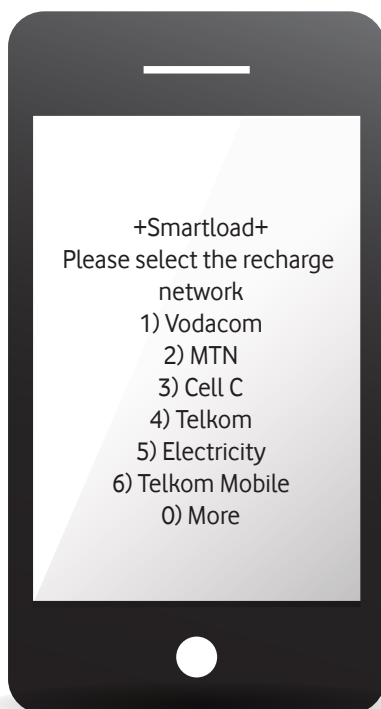 +Smartload+
Please select the recharge
network
1) Vodacom
2) MTN
3) Cell C
4) Telkom
5) Electricity
6) Telkom Mobile
0) More